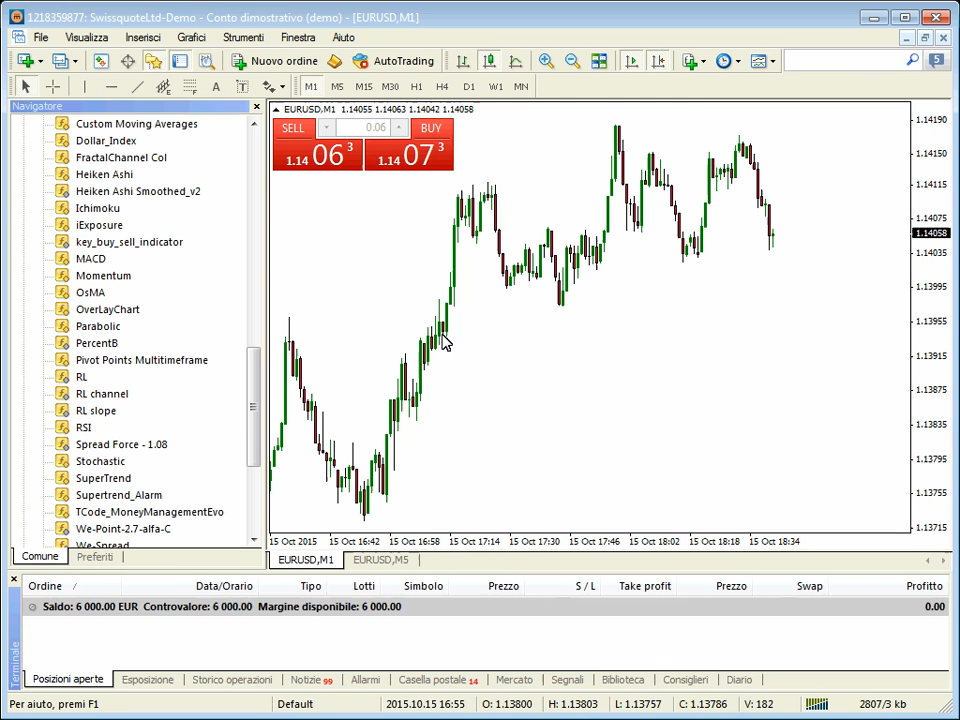 1218359877: SwissquoteLtd-Demo - Conto dimostrativo (demo) - [EURUSD,M1]
File Visualizza Inserisci Grafici Strumenti Finestra Aiuto
Nuovo ordine AutoTrading 5
A T M1 M5 M15 M30 H1 H4 D1 W1 MN
Navigatore
Custom Moving Averages
Dollar_Index
FractalChannel Col
Heiken Ashi
Heiken Ashi Smoothed_v2
Ichimoku
iExposure
key_buy_sell_indicator
MACD
Momentum
OsMA
OverLayChart
Parabolic
PercentB
Pivot Points Multitimeframe
RL
RL channel
RL slope
RSI
Spread Force - 1.08
Stochastic
SuperTrend
Supertrend_Alarm
TCode_MoneyManagementEvo
We-Point-2.7-alfa-C
We-Spread
Comune Preferiti
EURUSD,M1 1.14055 1.14063 1.14042 1.14058
SELL 0.06 BUY
1.14 06 3 1.14 07 3
1.14190
1.14150
1.14115
1.14075
1.14058
1.14035
1.13995
1.13955
1.13915
1.13875
1.13835
1.13795
1.13755
1.13715
15 Oct 2015 15 Oct 16:42 15 Oct 16:58 15 Oct 17:14 15 Oct 17:30 15 Oct 17:46 15 Oct 18:02 15 Oct 18:18 15 Oct 18:34
EURUSD,M1 EURUSD,M5
Ordine / Data/Orario Tipo Lotti Simbolo Prezzo S / L Take profit Prezzo Swap Profitto
Saldo: 6 000.00 EUR Controvalore: 6 000.00 Margine disponibile: 6 000.00 0.00
Terminale
Posizioni aperte Esposizione Storico operazioni Notizie 99 Allarmi Casella postale 14 Mercato Segnali Biblioteca Consiglieri Diario
Per aiuto, premi F1 Default 2015.10.15 16:55 O: 1.13800 H: 1.13803 L: 1.13757 C: 1.13786 V: 182 2807/3 kb